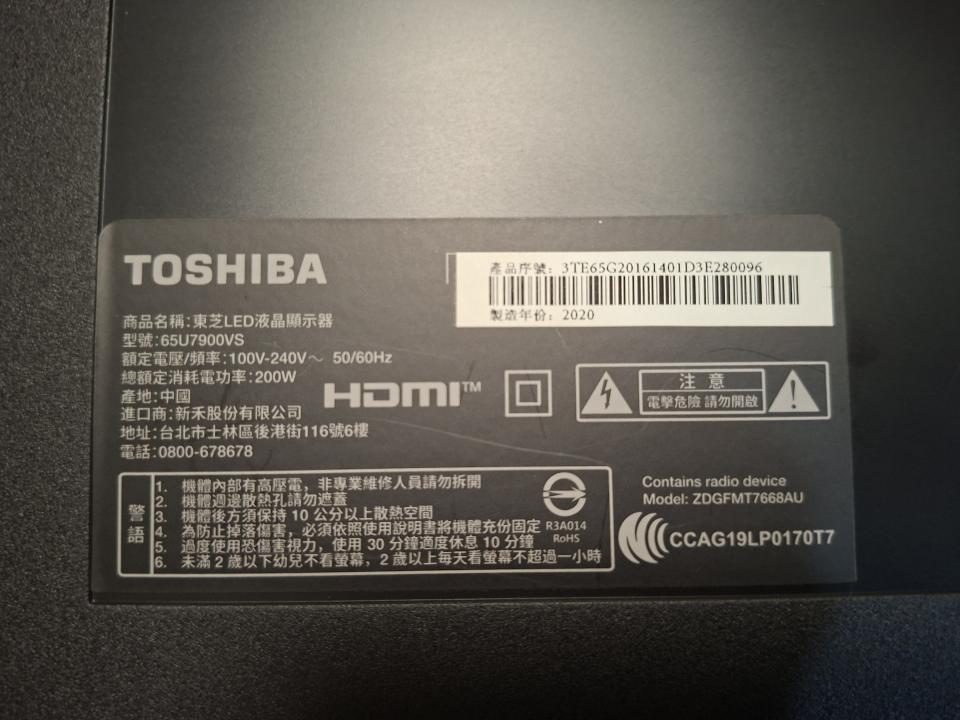 TOSHIBA
產品序號: 3TE65G20161401D3E280096
製造年份: 2020
商品名稱:東芝LED液晶顯示器
型號:65U7900VS
額定電壓/頻率:100V-240V～ 50/60Hz
總額定消耗電功率:200W
產地:中國
進口商:新禾股份有限公司
地址:台北市士林區後港街116號6樓
電話:0800-678678
HDMI™
注意
電擊危險 請勿開啟
警語
1. 機體內部有高壓電，非專業維修人員請勿拆開
2. 機體週邊散熱孔請勿遮蓋
3. 機體後方須保持 10 公分以上散熱空間
4. 為防止掉落傷害，必須依照使用說明書將機體充份固定
5. 過度使用恐傷害視力，使用 30 分鐘適度休息 10 分鐘
6. 未滿 2 歲以下幼兒不看螢幕，2 歲以上每天看螢幕不超過一小時
R3A014
RoHS
Contains radio device
Model: ZDGFMT7668AU
CCAG19LP0170T7